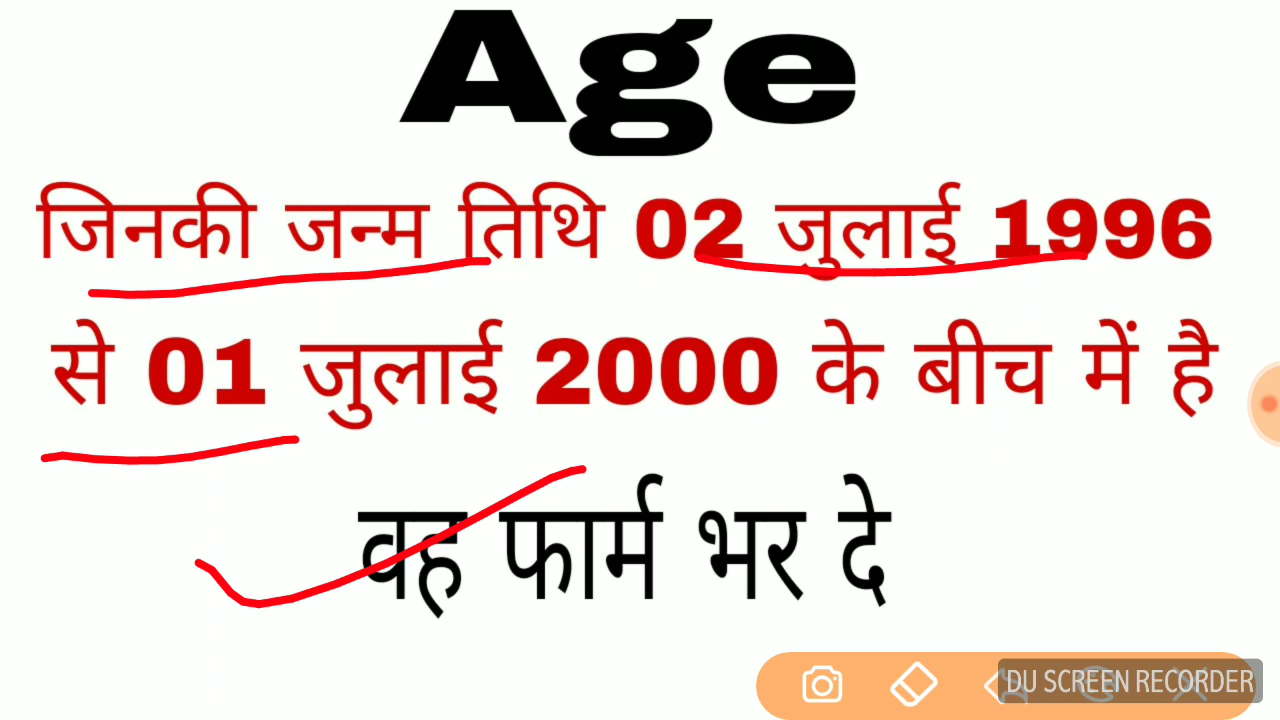 Age
जिनकी जन्म तिथि 02 जुलाई 1996
से 01 जुलाई 2000 के बीच में है
वह फार्म भर दे
DU SCREEN RECORDER